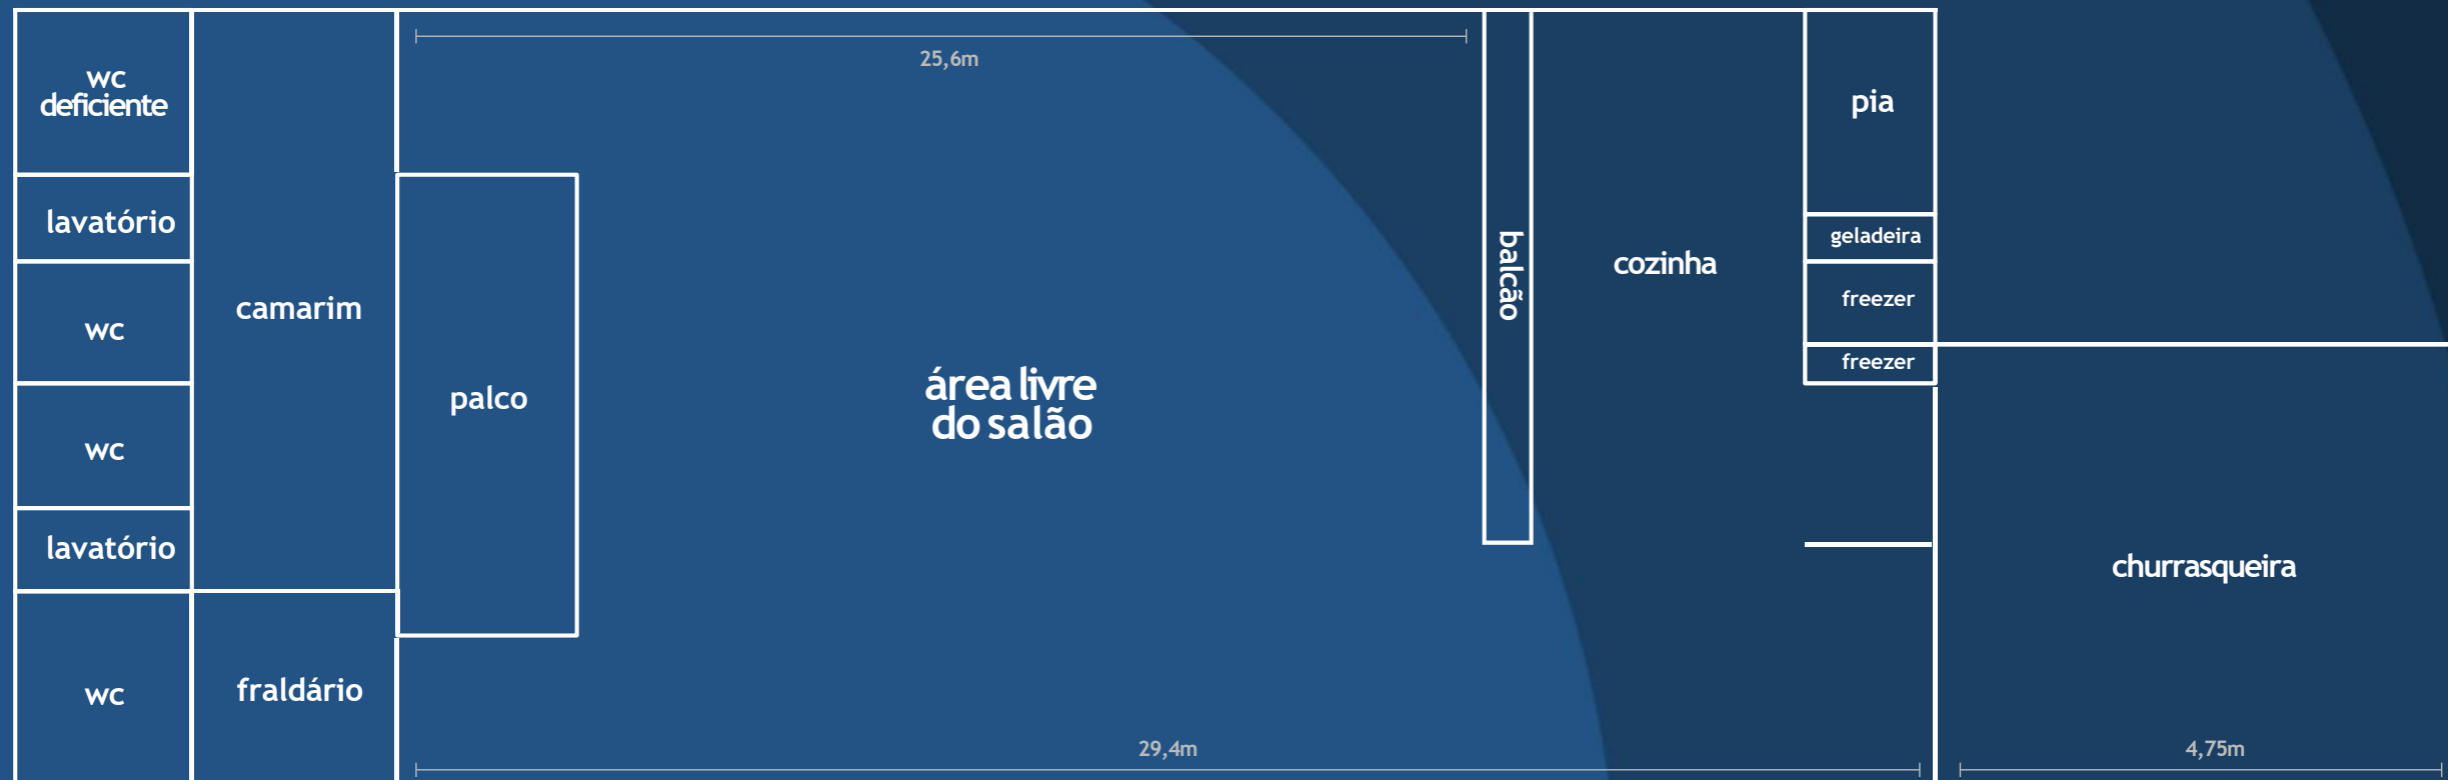 wc
deficiente
lavatório
wc
wc
lavatório
wc
camarim
fraldário
palco
25,6m
área livre
do salão
29,4m
balcão
cozinha
pia
geladeira
freezer
freezer
churrasqueira
4,75m